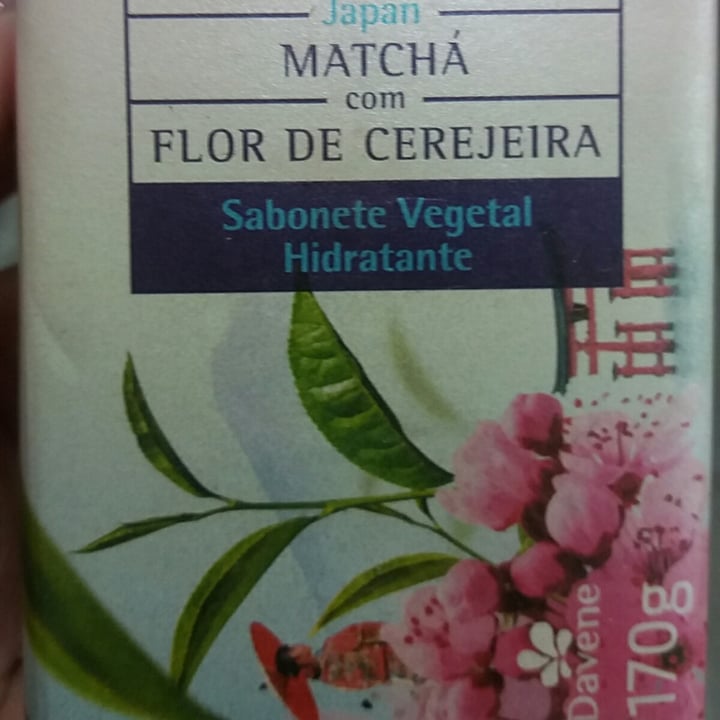 Japan
MATCHÁ
com
FLOR DE CEREJEIRA
Sabonete Vegetal
Hidratante
Davene
170g